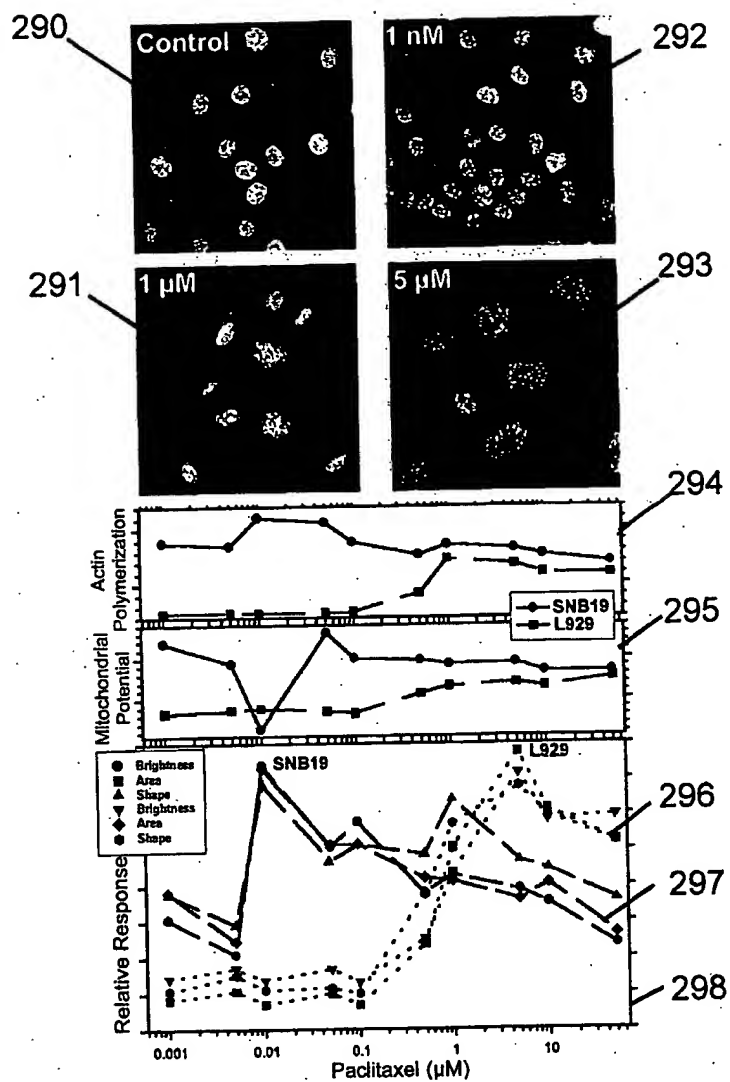 290
Control
1 nM
292
291
1 µM
5 µM
293
294
Actin
Polymerization
SNB19
L929
295
Mitochondrial
Potential
Brightness
Area
Shape
Brightness
Area
Shape
SNB19
L929
296
297
Relative Response
298
0.001
0.01
0.1
1
10
Paclitaxel (µM)